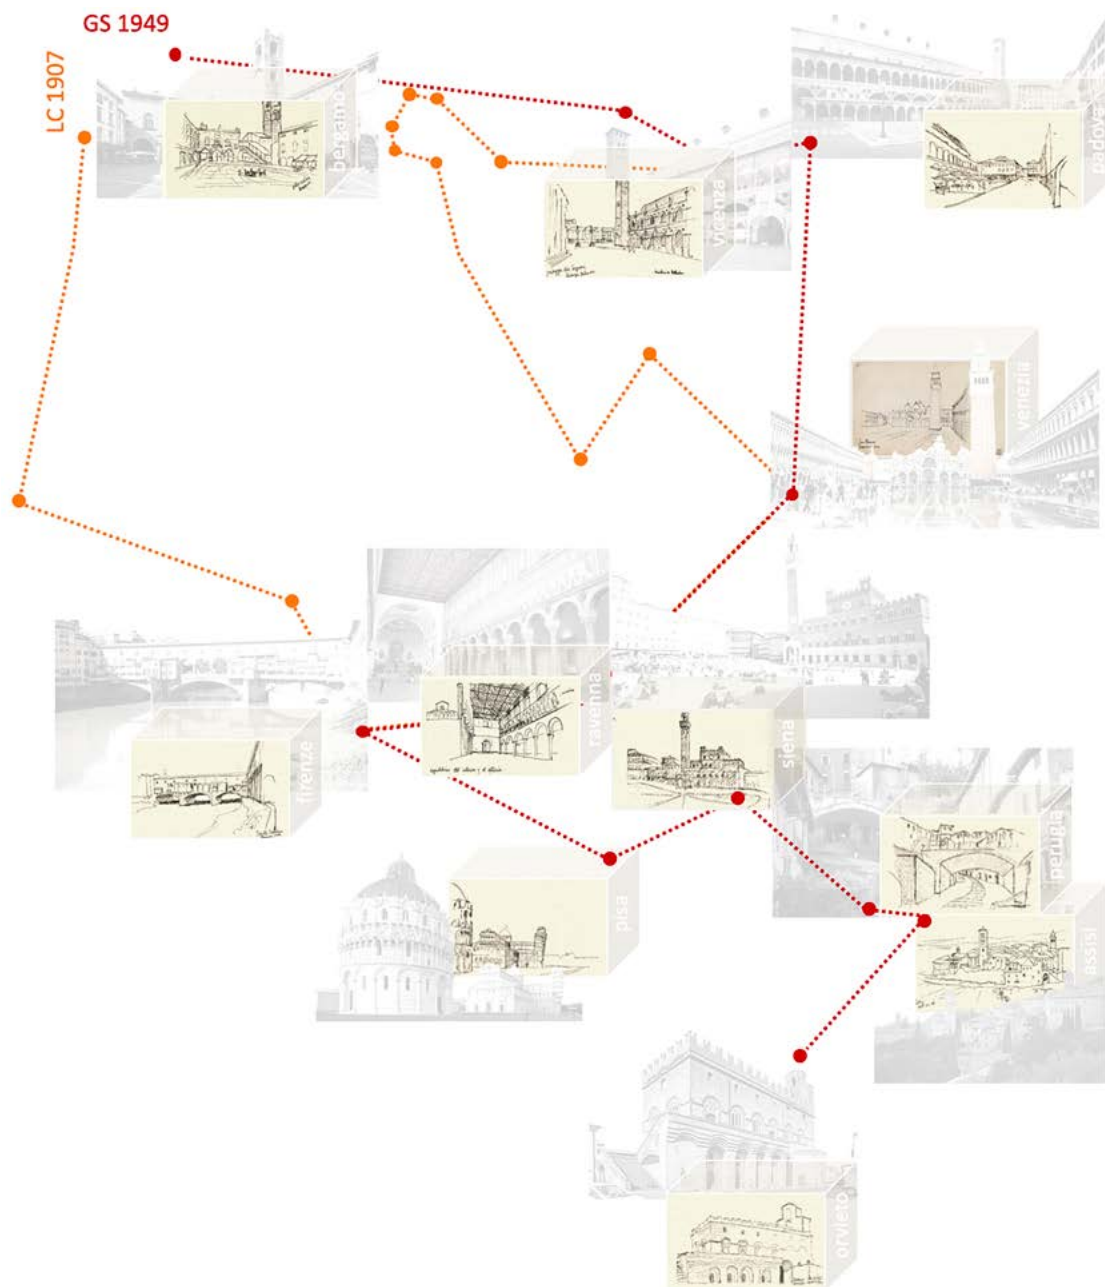 GS 1949
LC 1907
bergamo
vicenza
padova
venezia
ravenna
siena
firenze
perugia
pisa
assisi
orvieto